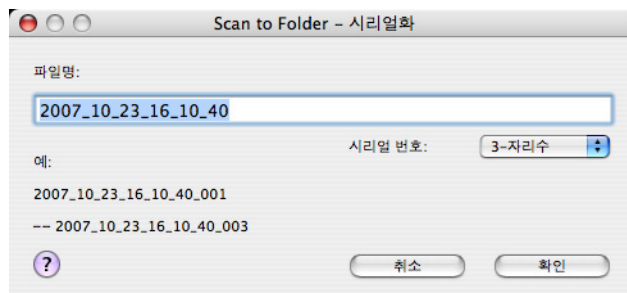 Scan to Folder – 시리얼화
파일명:
2007_10_23_16_10_40
시리얼 번호: 3-자리수
예:
2007_10_23_16_10_40_001
-- 2007_10_23_16_10_40_003
? 취소 확인